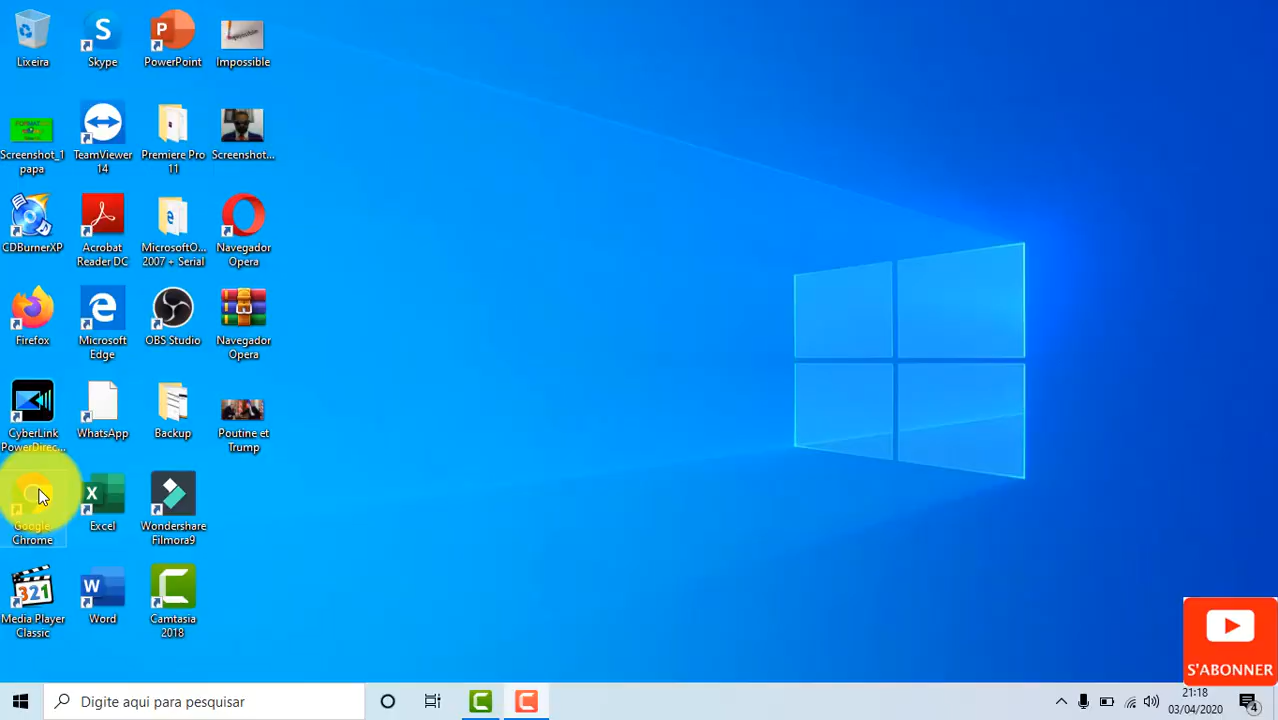 Lixeira
Skype
PowerPoint
Impossible
Screenshot_1
papa
TeamViewer
14
Premiere Pro
11
Screenshot...
CDBurnerXP
Acrobat
Reader DC
MicrosoftO...
2007 + Serial
Navegador
Opera
Firefox
Microsoft
Edge
OBS Studio
Navegador
Opera
CyberLink
PowerDirec...
WhatsApp
Backup
Poutine et
Trump
Google
Chrome
Excel
Wondershare
Filmora9
Media Player
Classic
Word
Camtasia
2018
S'ABONNER
Digite aqui para pesquisar
21:18
03/04/2020
4